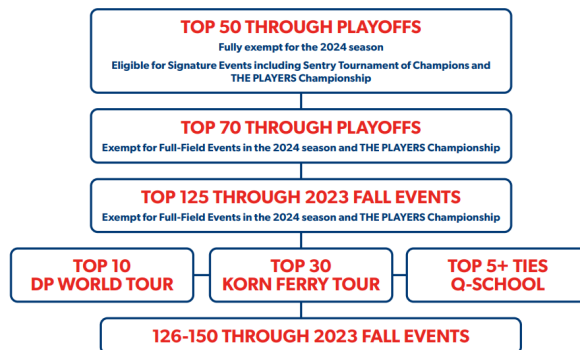 TOP 50 THROUGH PLAYOFFS
Fully exempt for the 2024 season
Eligible for Signature Events including Sentry Tournament of Champions and
THE PLAYERS Championship
TOP 70 THROUGH PLAYOFFS
Exempt for Full-Field Events in the 2024 season and THE PLAYERS Championship
TOP 125 THROUGH 2023 FALL EVENTS
Exempt for Full-Field Events in the 2024 season and THE PLAYERS Championship
TOP 10
DP WORLD TOUR
TOP 30
KORN FERRY TOUR
TOP 5+ TIES
Q-SCHOOL
126-150 THROUGH 2023 FALL EVENTS